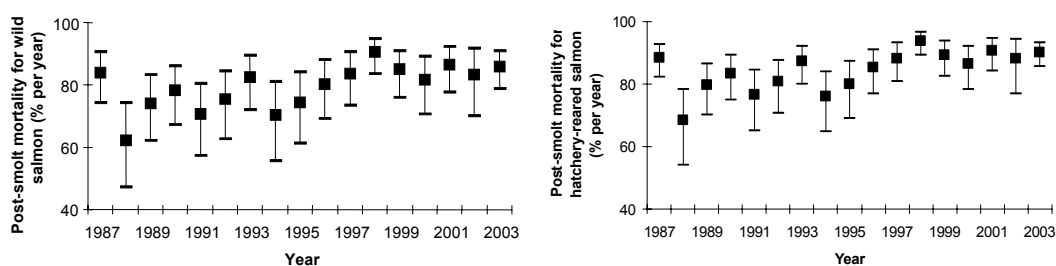 Post-smolt mortality for wild
salmon (% per year)
100
80
60
40
1987 1989 1991 1993 1995 1997 1999 2001 2003
Year
Post-smolt mortality for
hatchery-reared salmon
(% per year)
100
80
60
40
1987 1989 1991 1993 1995 1997 1999 2001 2003
Year